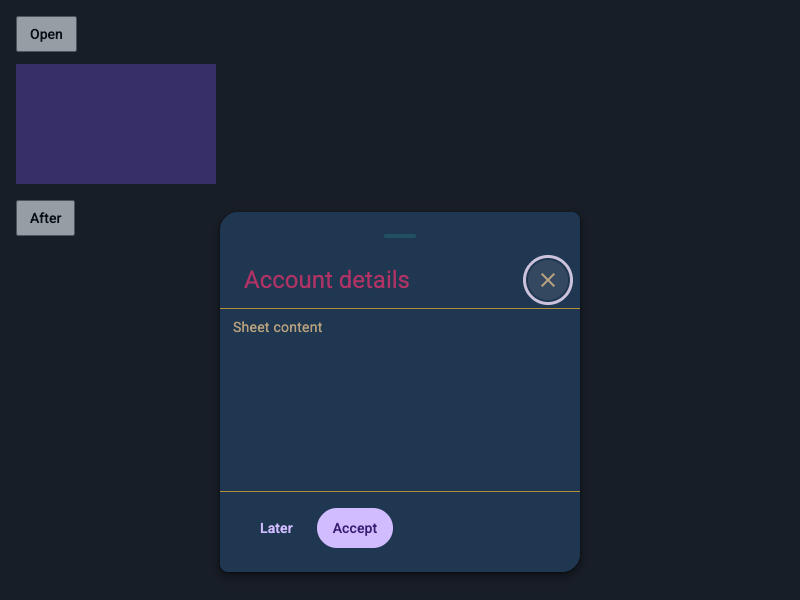 Open
After
Account details
Sheet content
Later
Accept